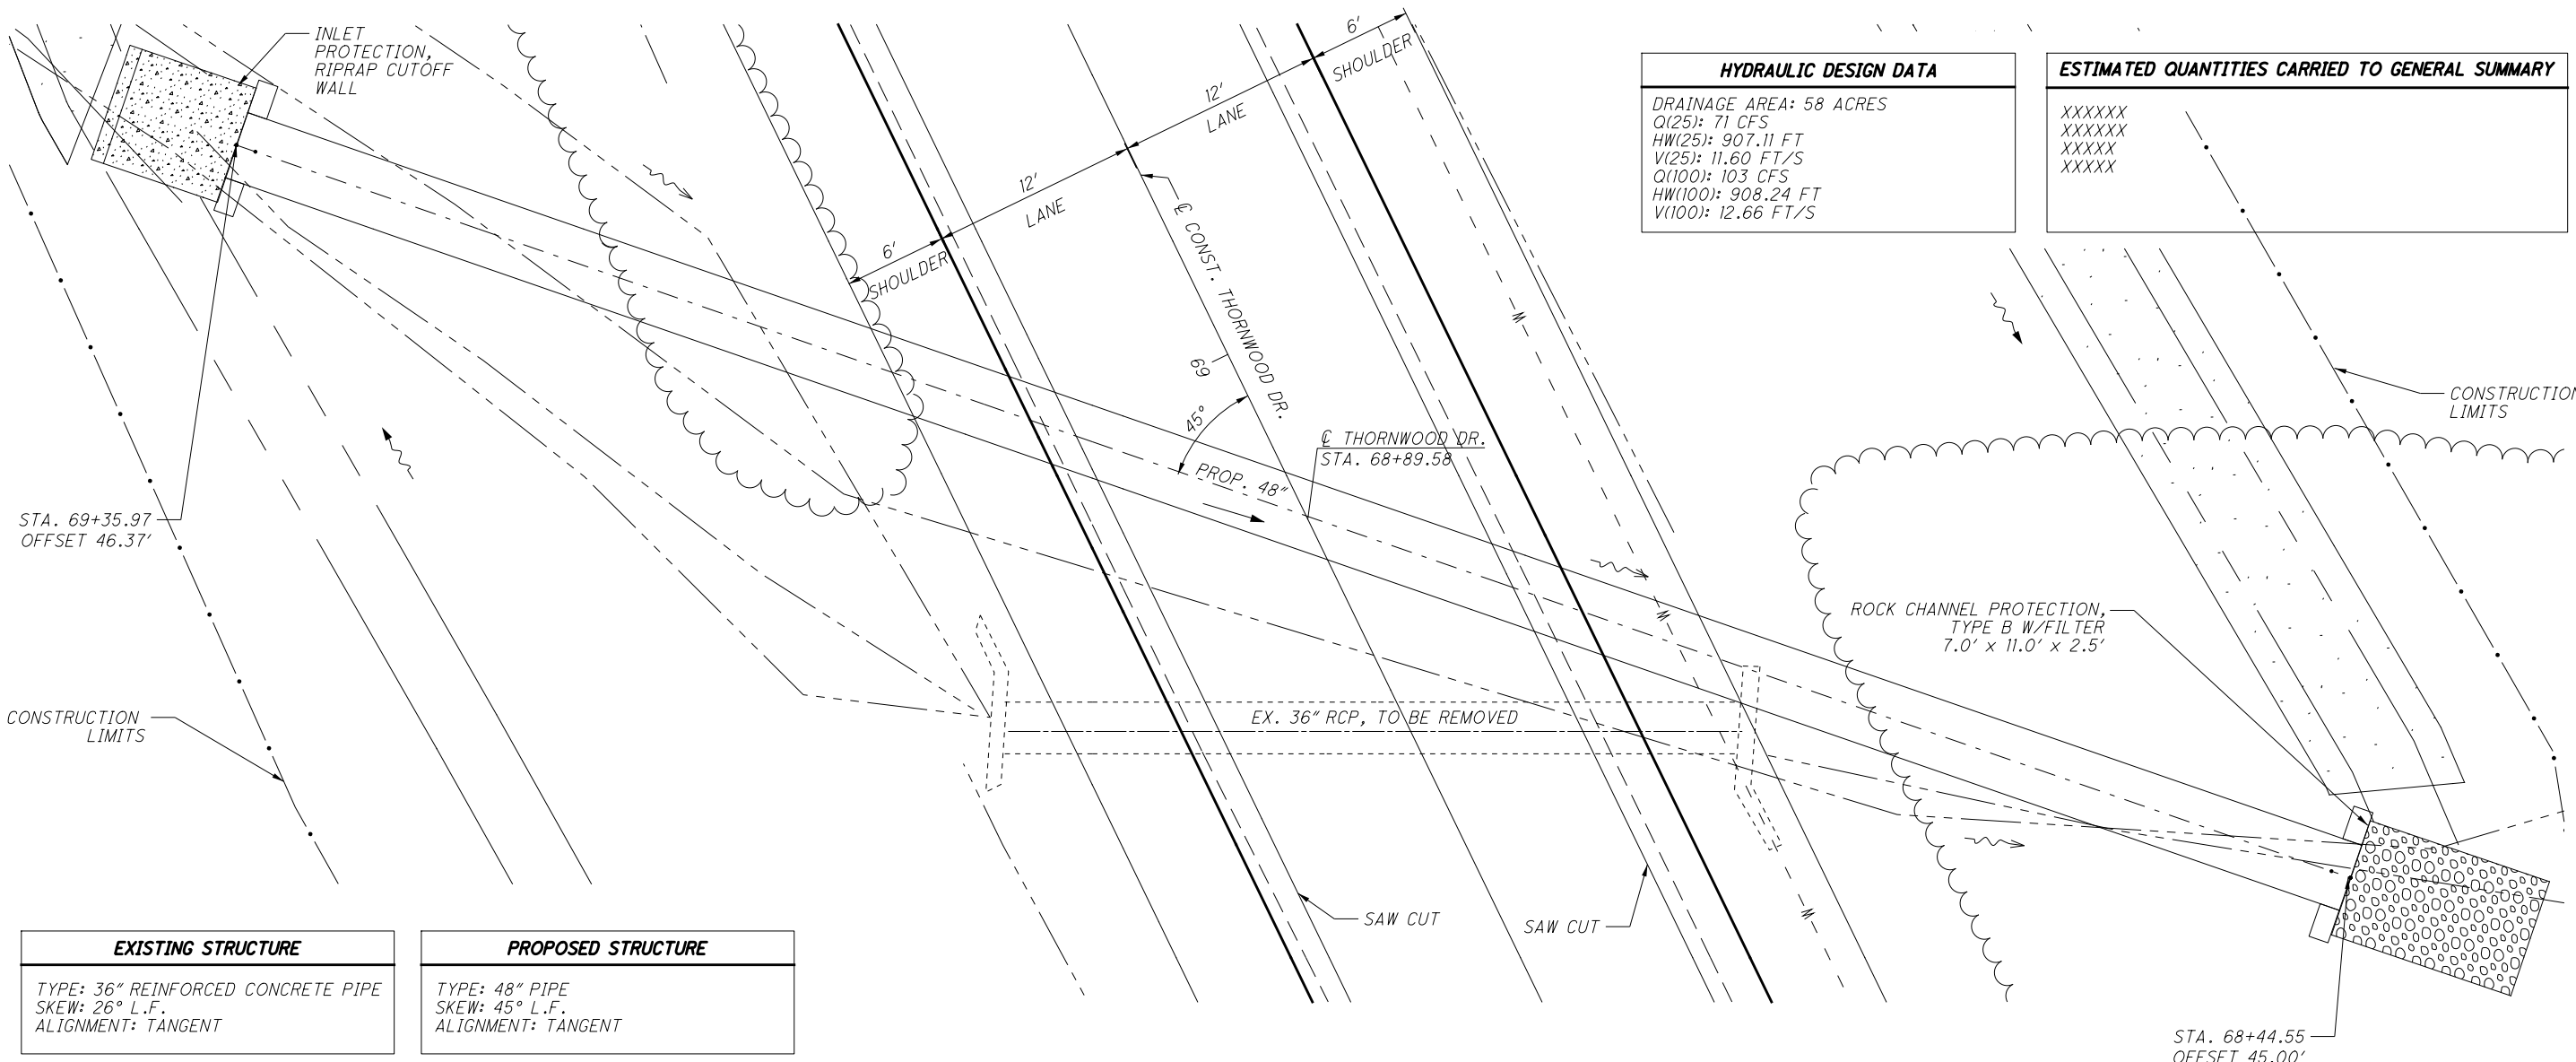 INLET
PROTECTION,
RIPRAP CUTOFF
WALL
6'
SHOULDER
12'
LANE
12'
LANE
6'
SHOULDER
℄ CONST. THORNWOOD DR.
69
45°
℄ THORNWOOD DR.
STA. 68+89.58
PROP. 48"
HYDRAULIC DESIGN DATA
DRAINAGE AREA: 58 ACRES
Q(25): 71 CFS
HW(25): 907.11 FT
V(25): 11.60 FT/S
Q(100): 103 CFS
HW(100): 908.24 FT
V(100): 12.66 FT/S
ESTIMATED QUANTITIES CARRIED TO GENERAL SUMMARY
XXXXXX
XXXXXX
XXXXX
XXXXX
CONSTRUCTION
LIMITS
STA. 69+35.97
OFFSET 46.37'
W
W
W
ROCK CHANNEL PROTECTION,
TYPE B W/FILTER
7.0' x 11.0' x 2.5'
CONSTRUCTION
LIMITS
EX. 36" RCP, TO BE REMOVED
SAW CUT
SAW CUT
EXISTING STRUCTURE
TYPE: 36" REINFORCED CONCRETE PIPE
SKEW: 26° L.F.
ALIGNMENT: TANGENT
PROPOSED STRUCTURE
TYPE: 48" PIPE
SKEW: 45° L.F.
ALIGNMENT: TANGENT
STA. 68+44.55
OFFSET 45.00'